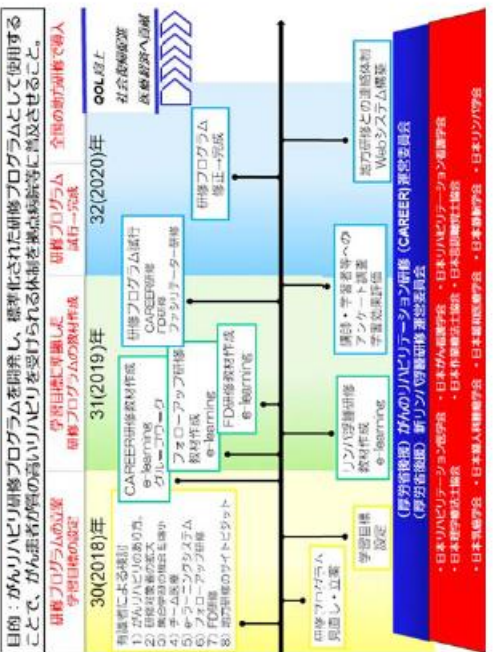 目的：がんリハビリ研修プログラムを開発し、標準化された研修プログラムとして使用する
ことで、がん患者が質の高いリハビリを受けられる体制を拠点病院等に普及させること。
研修プログラムの立案
学習目標の設定
学習目標に準拠した
研修プログラムの教材作成
研修プログラム
試行→完成
全国の地方研修で導入
30(2018)年
31(2019)年
32(2020)年
QOL向上
社会復帰促進
医療経済へ貢献
有識者による検討
1）がんリハビリのあり方、
2）研修対象者の拡大
3）集合学習の機会を縮小
4）チーム医療
5）e-ラーニングシステム
6）フォローアップ研修
7）FD研修
8）地方研修のサイトビジット
CAREER研修教材作成
e-learning
グループワーク
フォローアップ研修
教材作成
e-learning
FD研修教材作成
e-learning
研修プログラム試行
CAREER研修
FD研修
ファシリテーター研修
研修プログラム
修正→完成
研修プログラム
見直し・立案
学習目標
設定
リンパ浮腫研修
教材作成
e-learning
講師・学習者等への
アンケート調査
学習効果評価
地方研修との連絡体制
Webシステム構築
(厚労省後援）がんのリハビリテーション研修（CAREER)運営委員会
(厚労省後援） 新リンパ浮腫研修 運営委員会
・日本リハビリテーション医学会 ・日本がん看護学会 ・日本リハビリテーション看護学会
・日本理学療法士協会 ・日本作業療法士協会 ・日本言語聴覚士協会
・日本乳癌学会 ・日本婦人科腫瘍学会 ・日本緩和医療学会 ・日本静脈学会 ・日本リンパ学会